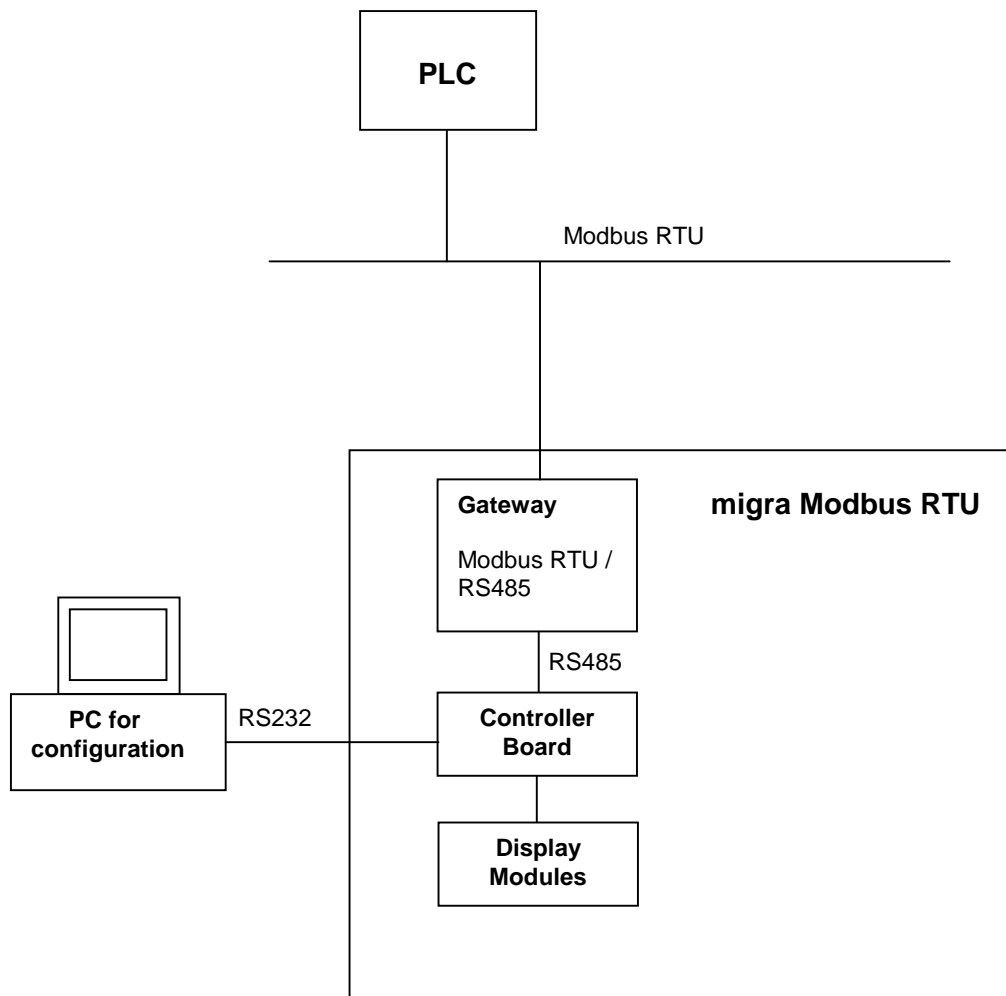 PLC
Modbus RTU
migra Modbus RTU
Gateway
Modbus RTU /
RS485
RS485
PC for
configuration
RS232
Controller
Board
Display
Modules